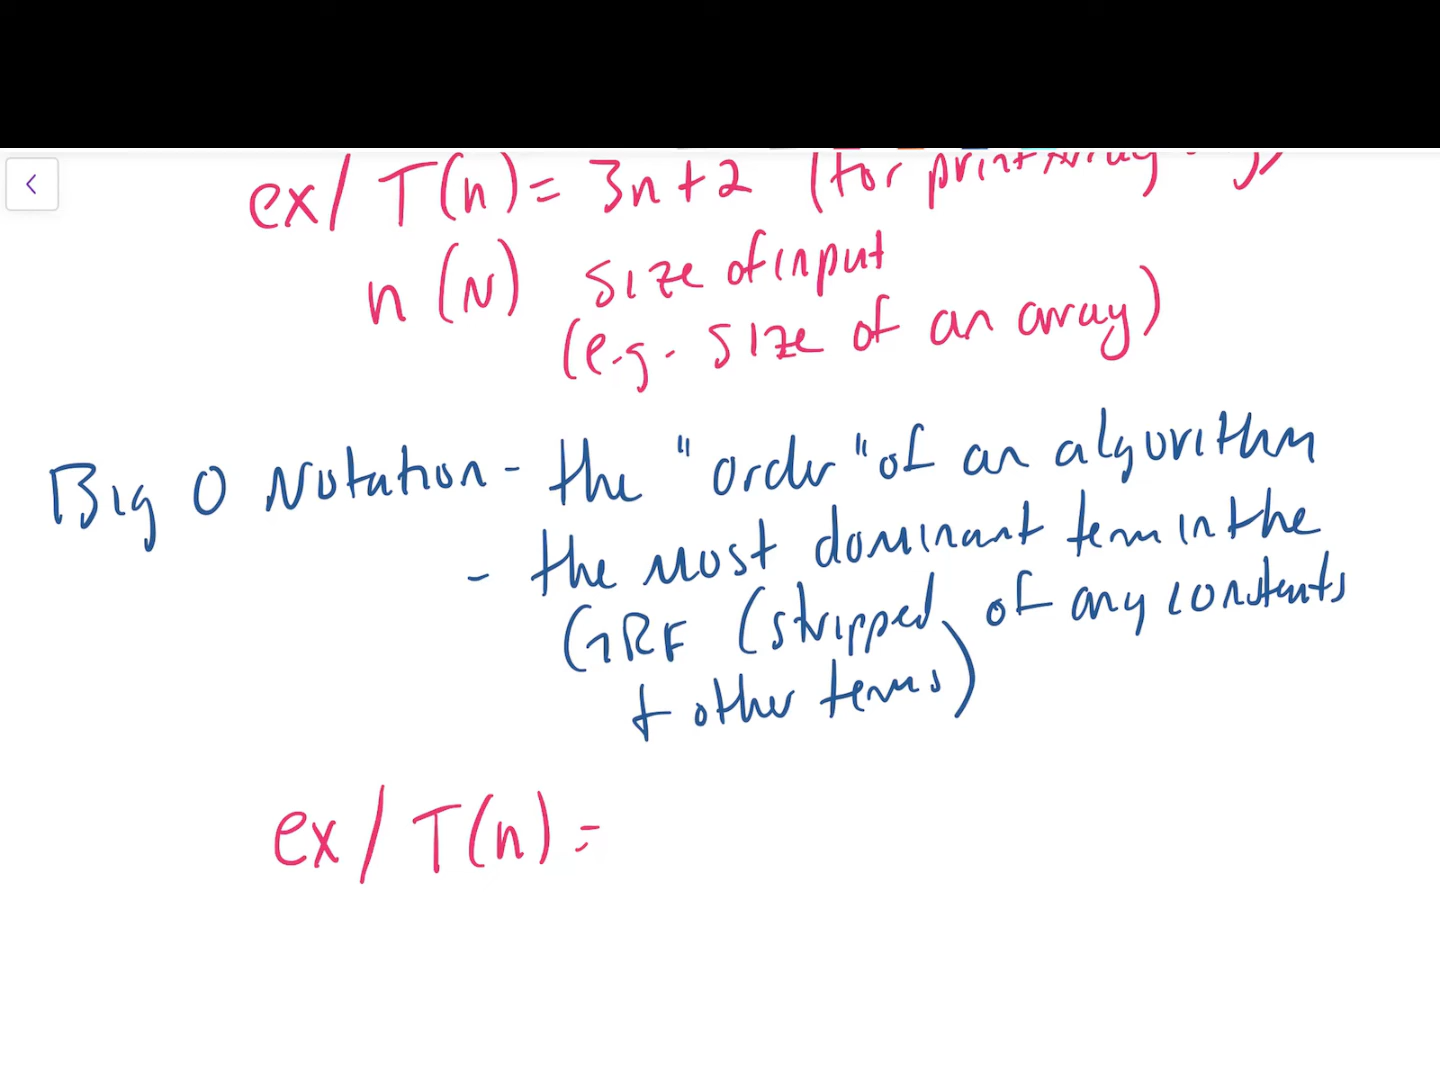 ex/ T(n) = 3n+2 (for printArray
n (N) size of input
(e.g. size of an array)
Big O Notation - the "order" of an algorithm
- the most dominant term in the
GRF (stripped of any constants
+ other terms)
ex/ T(n) =